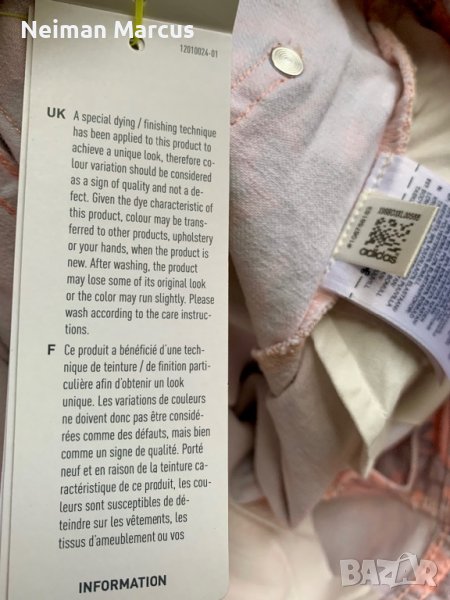 Neiman Marcus
12010024-01
UK A special dying / finishing technique
has been applied to this product to
achieve a unique look, therefore co-
lour variation should be considered
as a sign of quality and not a de-
fect. Given the dye characteristic of
this product, colour may be trans-
ferred to other products, upholstery
or your hands, when the product
is new. After washing, the product
may lose some of its original look
or the color may run slightly. Please
wash according to the care instruc-
tions.
F Ce produit a bénéficié d'une tech-
nique de teinture / de finition parti-
culière afin d'obtenir un look
unique. Les variations de couleurs
ne doivent donc pas être considé-
rées comme des défauts, mais bien
comme un signe de qualité. Porté
neuf et en raison de la teinture ca-
ractéristique de ce produit, les cou-
leurs sont susceptibles de dé-
teindre sur les vêtements, les
tissus d'ameublement ou vos
INFORMATION
adidas
BAZAR